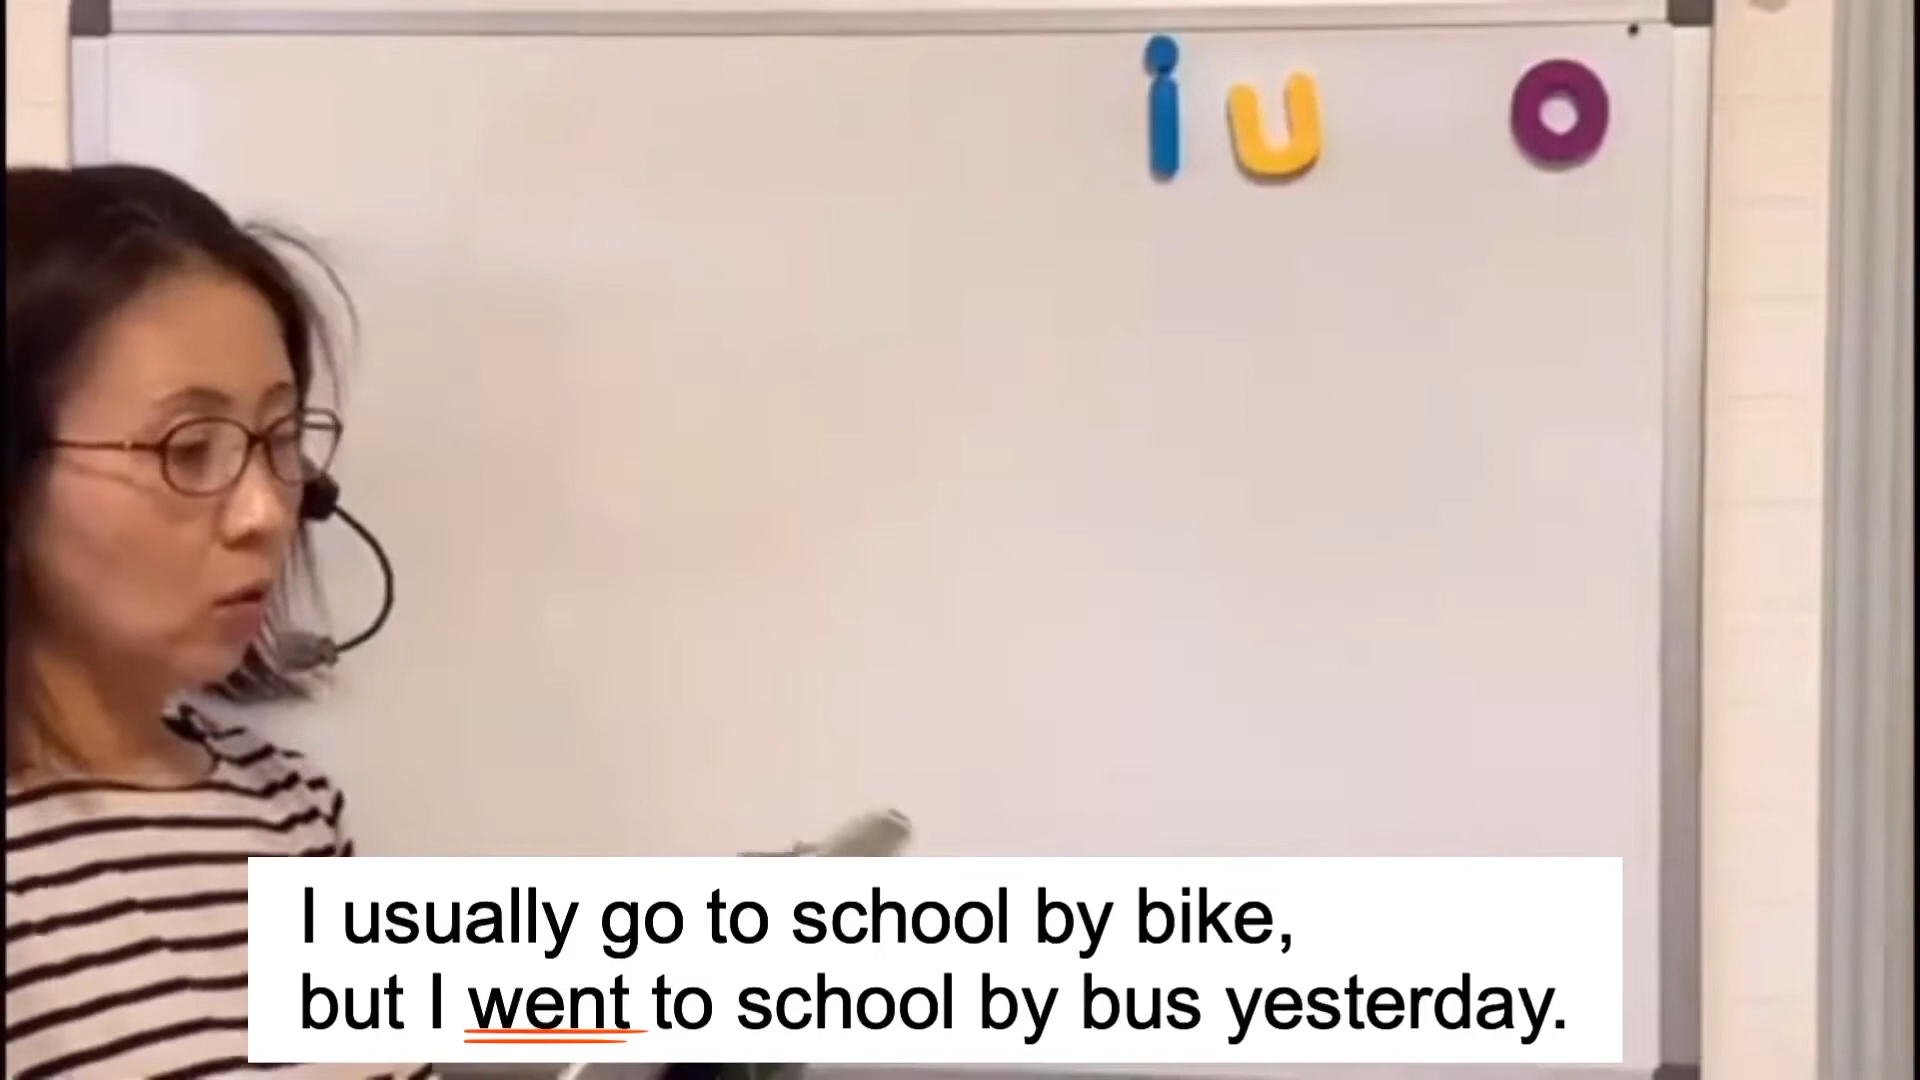 i u o
I usually go to school by bike,
but I went to school by bus yesterday.